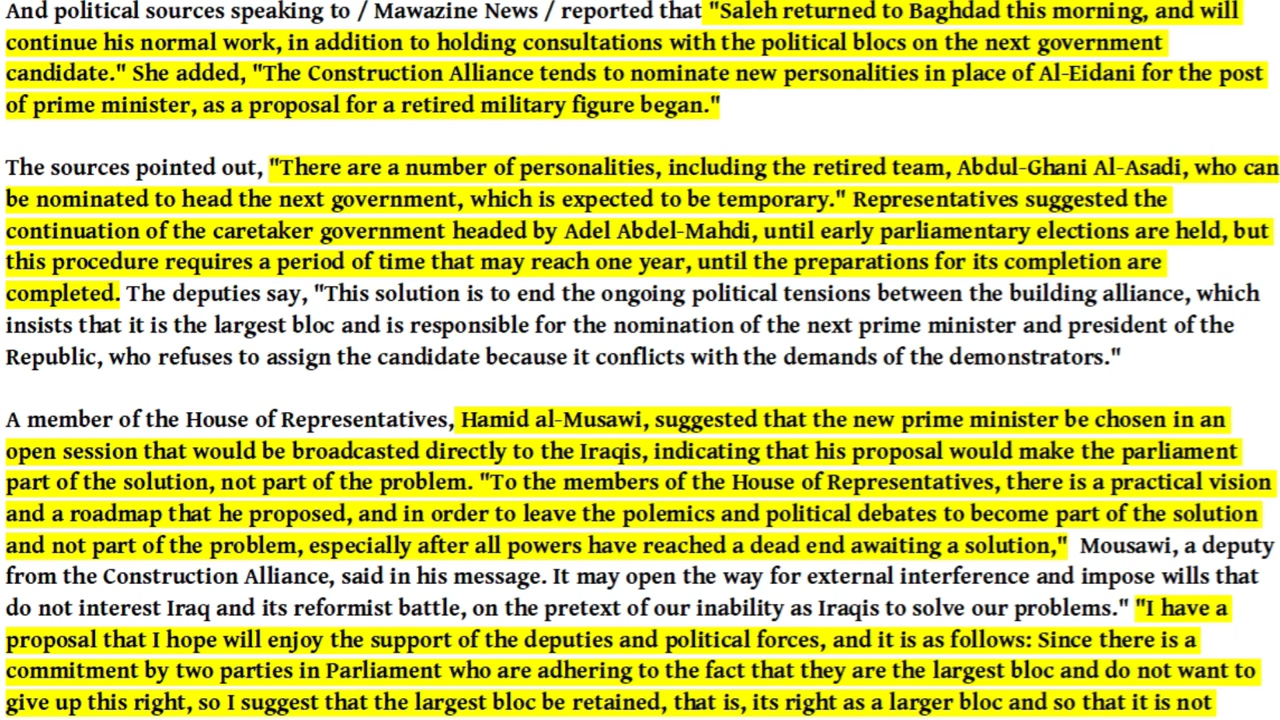 And political sources speaking to / Mawazine News / reported that "Saleh returned to Baghdad this morning, and will
continue his normal work, in addition to holding consultations with the political blocs on the next government
candidate." She added, "The Construction Alliance tends to nominate new personalities in place of Al-Eidani for the post
of prime minister, as a proposal for a retired military figure began."
The sources pointed out, "There are a number of personalities, including the retired team, Abdul-Ghani Al-Asadi, who can
be nominated to head the next government, which is expected to be temporary." Representatives suggested the
continuation of the caretaker government headed by Adel Abdel-Mahdi, until early parliamentary elections are held, but
this procedure requires a period of time that may reach one year, until the preparations for its completion are
completed. The deputies say, "This solution is to end the ongoing political tensions between the building alliance, which
insists that it is the largest bloc and is responsible for the nomination of the next prime minister and president of the
Republic, who refuses to assign the candidate because it conflicts with the demands of the demonstrators."
A member of the House of Representatives, Hamid al-Musawi, suggested that the new prime minister be chosen in an
open session that would be broadcasted directly to the Iraqis, indicating that his proposal would make the parliament
part of the solution, not part of the problem. "To the members of the House of Representatives, there is a practical vision
and a roadmap that he proposed, and in order to leave the polemics and political debates to become part of the solution
and not part of the problem, especially after all powers have reached a dead end awaiting a solution," Mousawi, a deputy
from the Construction Alliance, said in his message. It may open the way for external interference and impose wills that
do not interest Iraq and its reformist battle, on the pretext of our inability as Iraqis to solve our problems." "I have a
proposal that I hope will enjoy the support of the deputies and political forces, and it is as follows: Since there is a
commitment by two parties in Parliament who are adhering to the fact that they are the largest bloc and do not want to
give up this right, so I suggest that the largest bloc be retained, that is, its right as a larger bloc and so that it is not